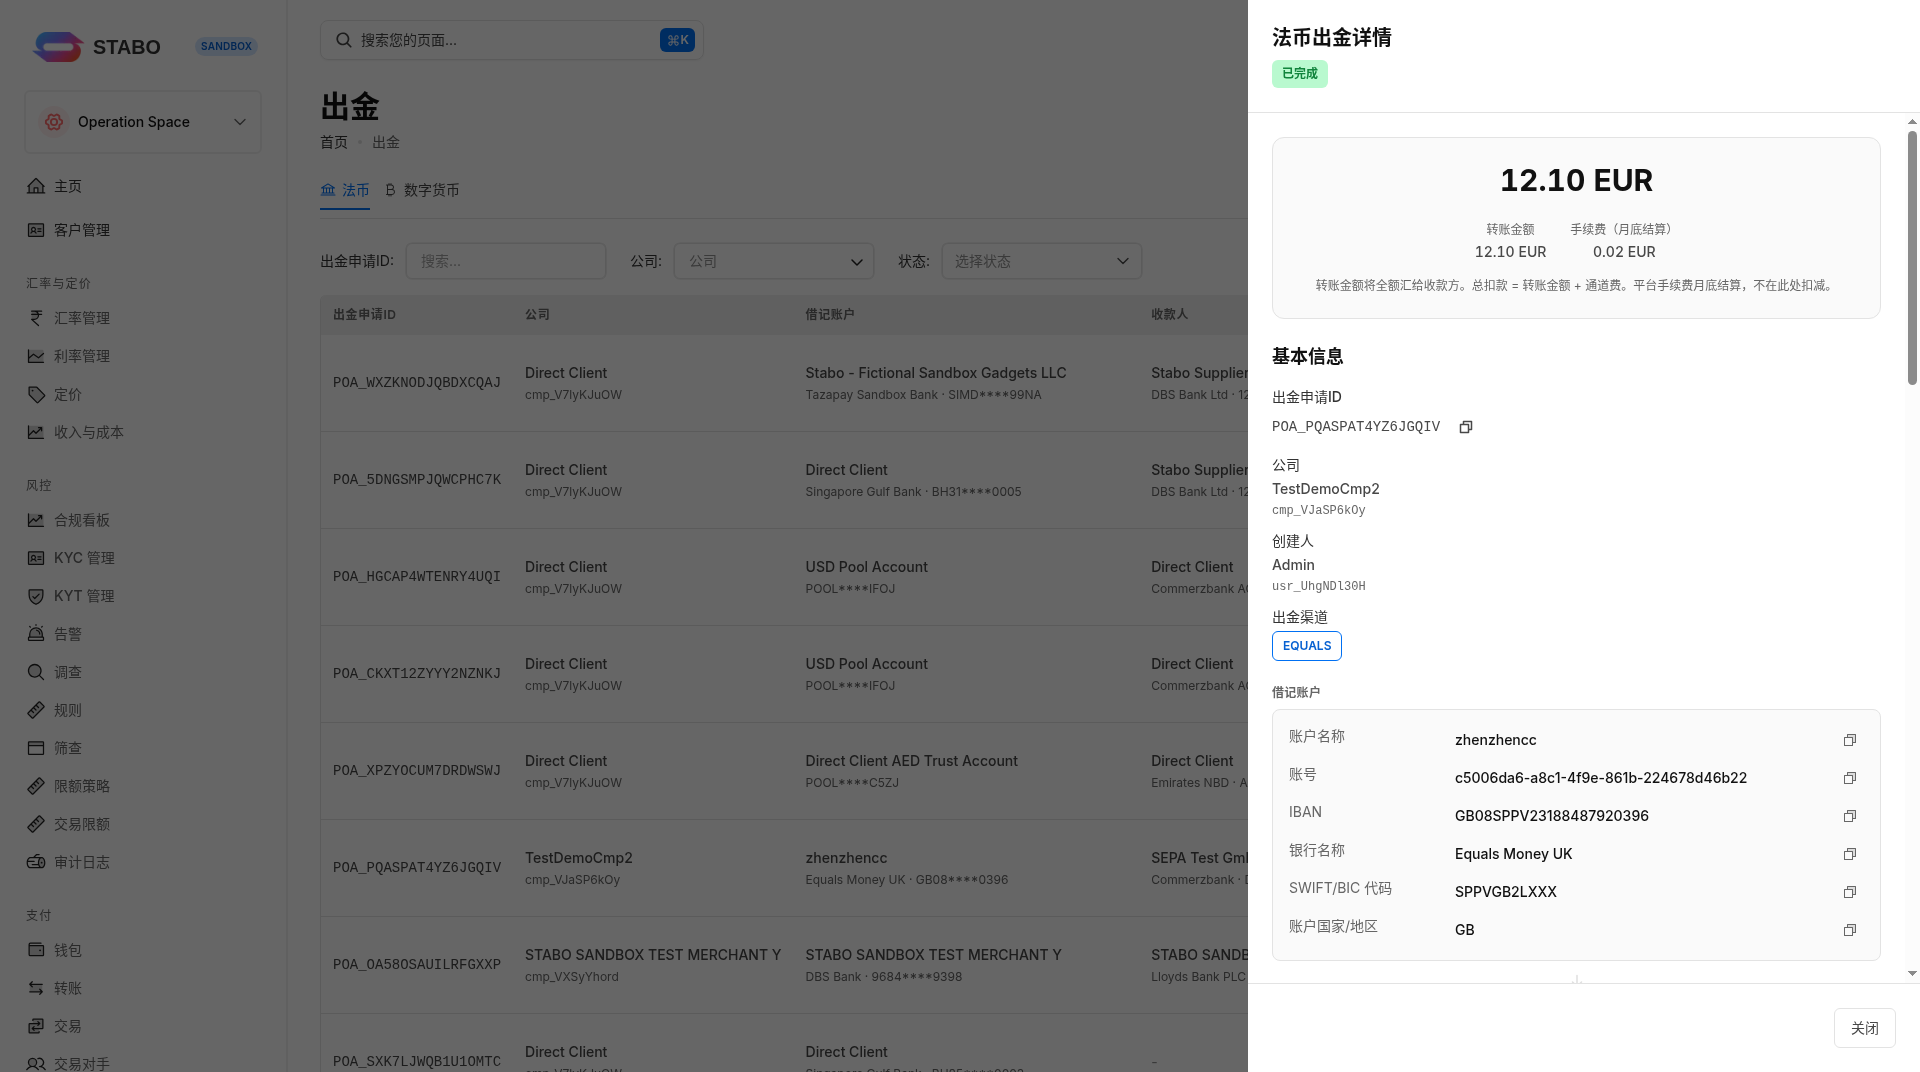 STABO
SANDBOX
Operation Space
主页
客户管理
汇率与定价
汇率管理
利率管理
定价
收入与成本
风控
合规看板
KYC 管理
KYT 管理
告警
调查
规则
筛查
限额策略
交易限额
审计日志
支付
钱包
转账
交易
交易对手
搜索您的页面...
⌘K
出金
首页 • 出金
法币 数字货币
出金申请ID: 搜索... 公司: 公司 状态: 选择状态
出金申请ID 公司 借记账户 收款人
POA_WXZKNODJQBDXCQAJ Direct Client Stabo - Fictional Sandbox Gadgets LLC Stabo Supplier
cmp_V7IyKJuOW Tazapay Sandbox Bank · SIMD****99NA DBS Bank Ltd · 12
POA_5DNGSMPJQWCPHC7K Direct Client Direct Client Stabo Supplier
cmp_V7IyKJuOW Singapore Gulf Bank · BH31****0005 DBS Bank Ltd · 12
POA_HGCAP4WTENRY4UQI Direct Client USD Pool Account Direct Client
cmp_V7IyKJuOW POOL****IFOJ Commerzbank AG
POA_CKXT12ZYYY2NZNKJ Direct Client USD Pool Account Direct Client
cmp_V7IyKJuOW POOL****IFOJ Commerzbank AG
POA_XPZYOCUM7DRDWSWJ Direct Client Direct Client AED Trust Account Direct Client
cmp_V7IyKJuOW POOL****C5ZJ Emirates NBD · A
POA_PQASPAT4YZ6JGQIV TestDemoCmp2 zhenzhencc SEPA Test Gm
cmp_VJaSP6kOy Equals Money UK · GB08****0396 Commerzbank ·
POA_OA58OSAUILRFGXXP STABO SANDBOX TEST MERCHANT Y STABO SANDBOX TEST MERCHANT Y STABO SAND
cmp_VXSyYhord DBS Bank · 9684****9398 Lloyds Bank PLC
POA_SXK7LJWQB1U1OMTC Direct Client Direct Client -
法币出金详情
已完成
12.10 EUR
转账金额 手续费（月底结算）
12.10 EUR 0.02 EUR
转账金额将全额汇给收款方。总扣款 = 转账金额 + 通道费。平台手续费月底结算，不在此处扣减。
基本信息
出金申请ID
POA_PQASPAT4YZ6JGQIV
公司
TestDemoCmp2
cmp_VJaSP6kOy
创建人
Admin
usr_UhgNDl30H
出金渠道
EQUALS
借记账户
账户名称 zhenzhencc
账号 c5006da6-a8c1-4f9e-861b-224678d46b22
IBAN GB08SPPV23188487920396
银行名称 Equals Money UK
SWIFT/BIC 代码 SPPVGB2LXXX
账户国家/地区 GB
关闭